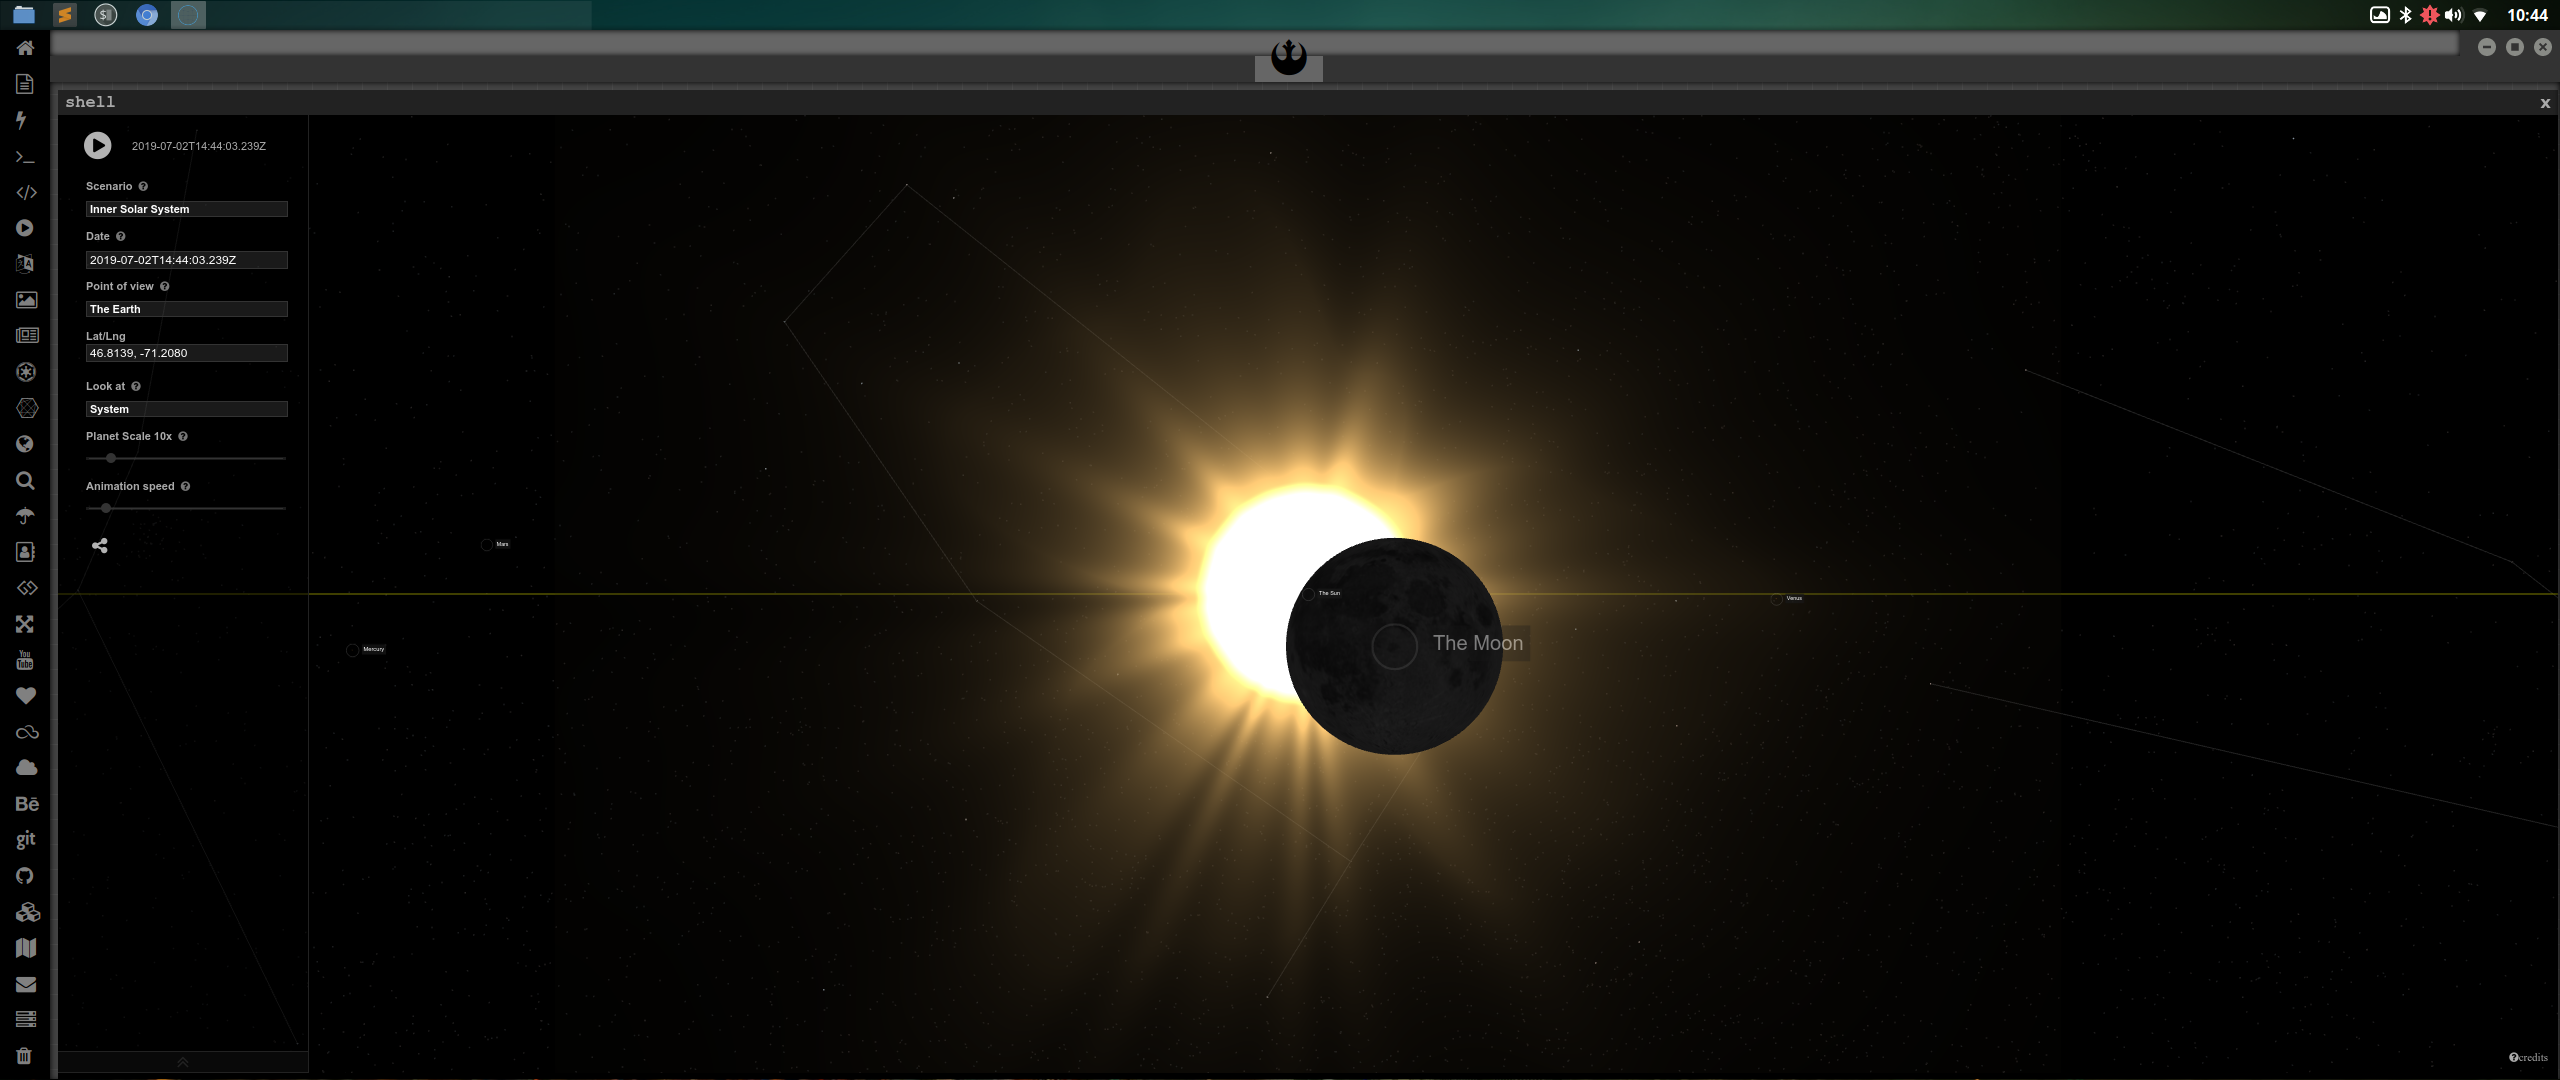 10:44
shell
x
2019-07-02T14:44:03.239Z
Scenario
Inner Solar System
Date
2019-07-02T14:44:03.239Z
Point of view
The Earth
Lat/Lng
46.8139, -71.2080
Look at
System
Planet Scale 10x
Animation speed
Mars
The Sun
Venus
The Moon
Mercury
You
Tube
Bē
git
credits